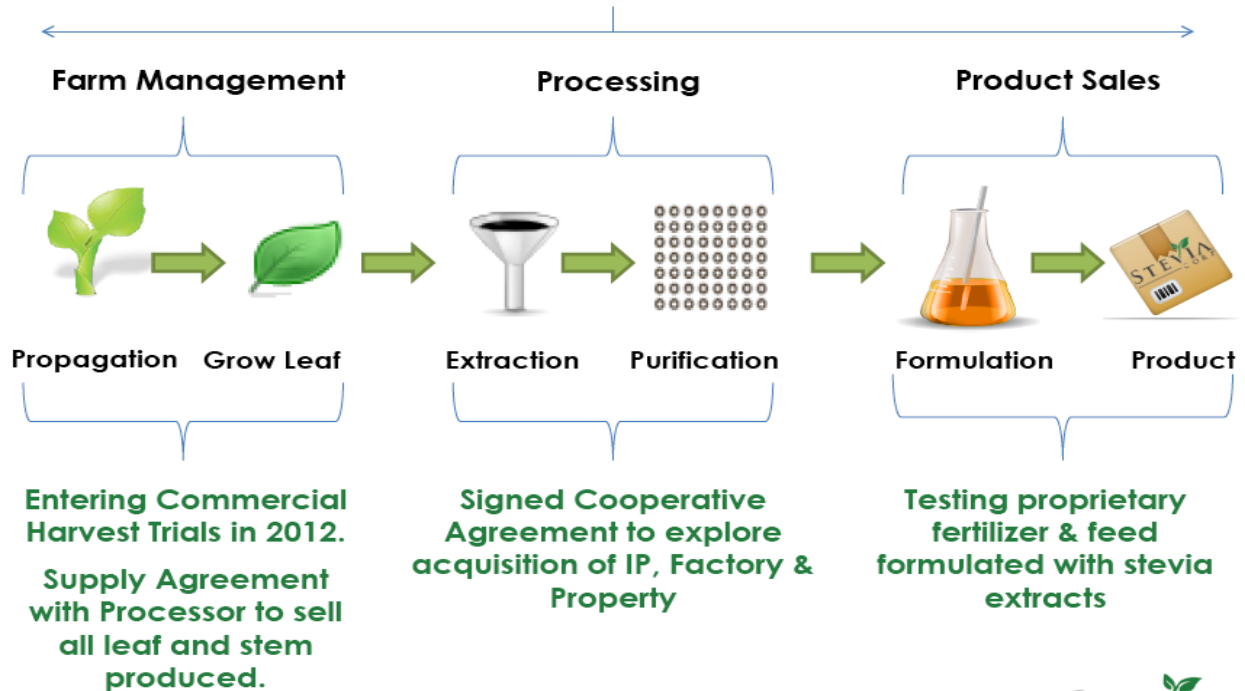 Farm Management
Processing
Product Sales
STEVIA
CORP
Propagation
Grow Leaf
Extraction
Purification
Formulation
Product
Entering Commercial
Harvest Trials in 2012.
Supply Agreement
with Processor to sell
all leaf and stem
produced.
Signed Cooperative
Agreement to explore
acquisition of IP, Factory &
Property
Testing proprietary
fertilizer & feed
formulated with stevia
extracts